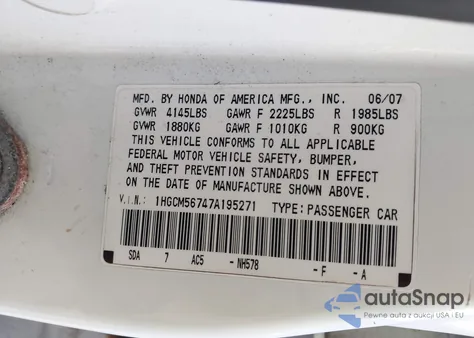 MFD. BY HONDA OF AMERICA MFG., INC. 06/07
GVWR 4145LBS GAWR F 2225LBS R 1985LBS
GVWR 1880KG GAWR F 1010KG R 900KG
THIS VEHICLE CONFORMS TO ALL APPLICABLE
FEDERAL MOTOR VEHICLE SAFETY, BUMPER,
AND THEFT PREVENTION STANDARDS IN EFFECT
ON THE DATE OF MANUFACTURE SHOWN ABOVE.
V.I.N.: 1HGCM56747A195271 TYPE: PASSENGER CAR
SDA 7 AC5 -NH578 -F -A
autoSnap
Pewne auta z aukcji USA i EU